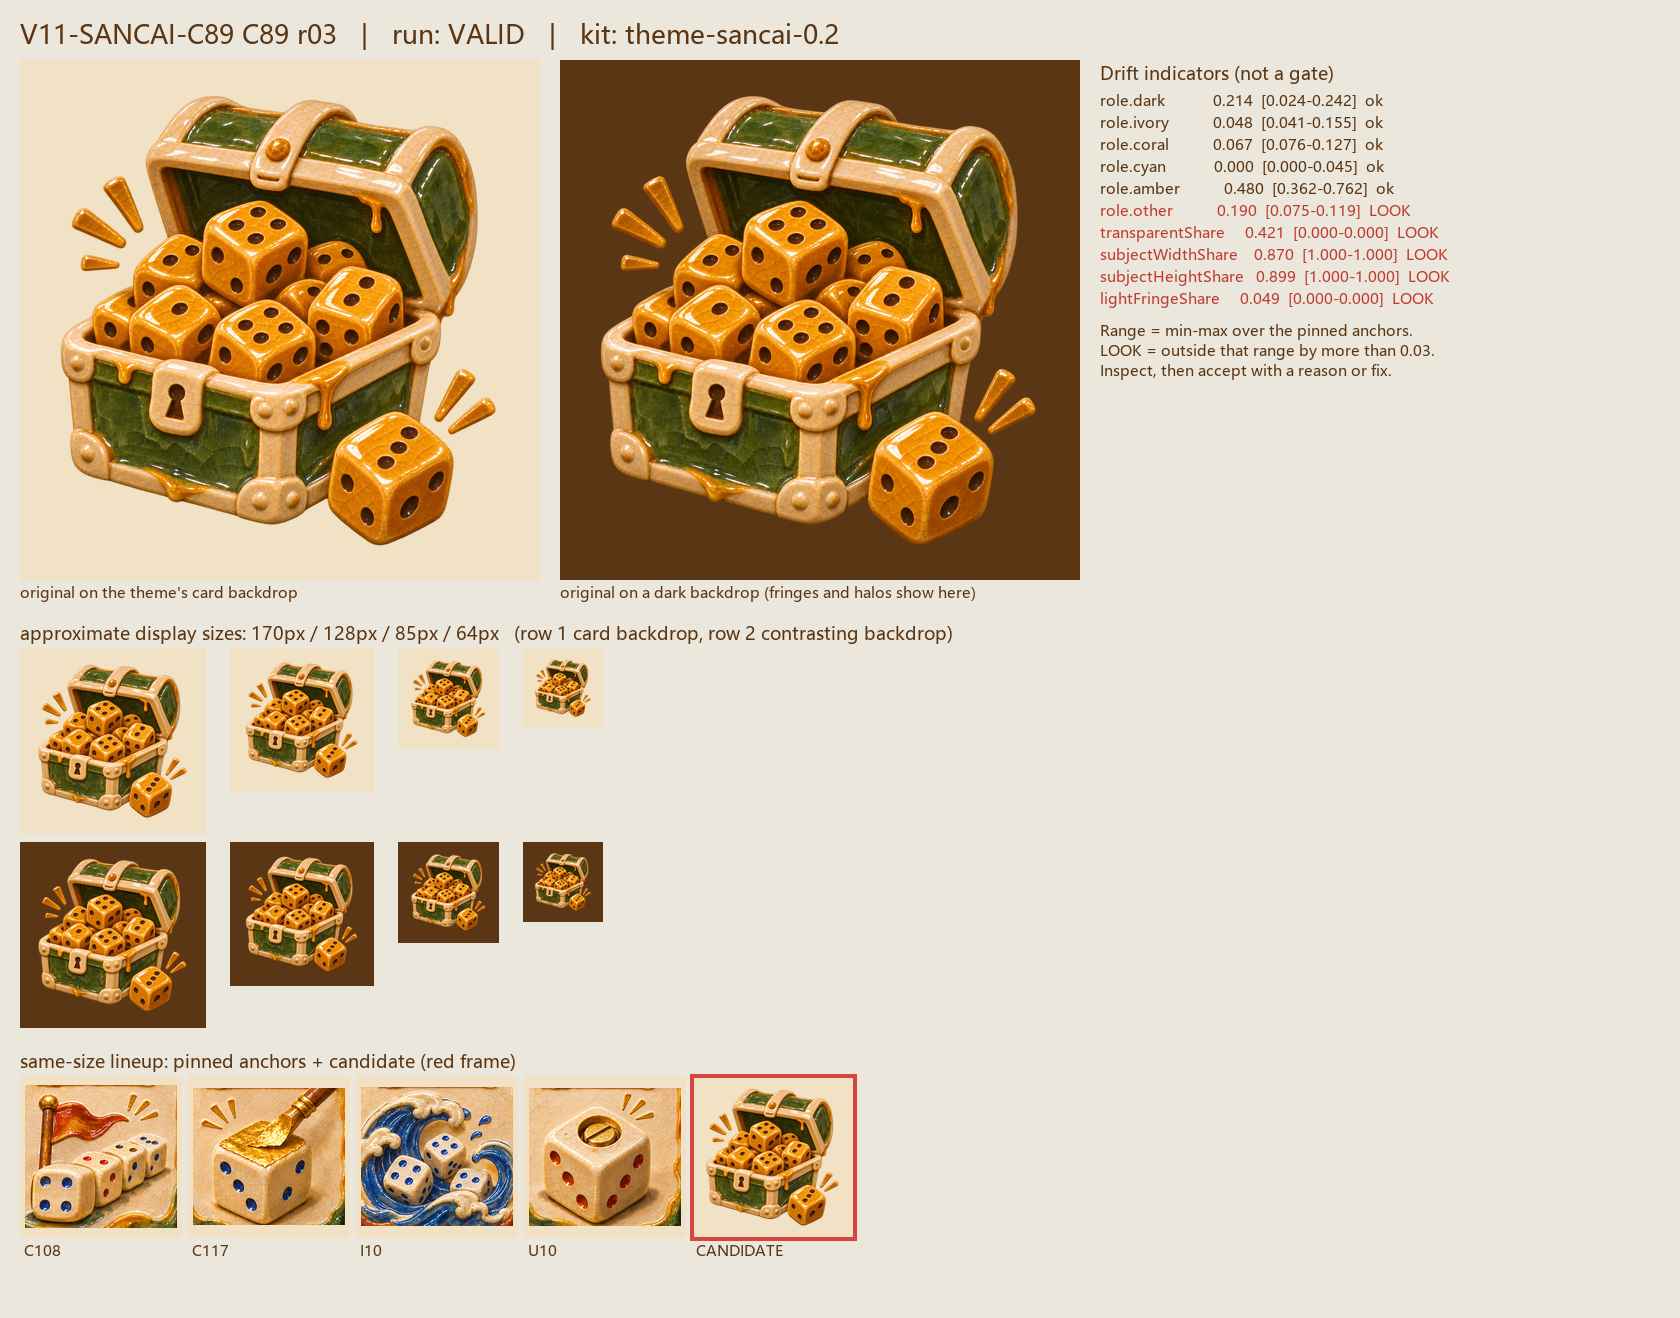 V11-SANCAI-C89 C89 r03   |   run: VALID   |   kit: theme-sancai-0.2
Drift indicators (not a gate)
role.dark 0.214 [0.024-0.242] ok
role.ivory 0.048 [0.041-0.155] ok
role.coral 0.067 [0.076-0.127] ok
role.cyan 0.000 [0.000-0.045] ok
role.amber 0.480 [0.362-0.762] ok
role.other 0.190 [0.075-0.119] LOOK
transparentShare 0.421 [0.000-0.000] LOOK
subjectWidthShare 0.870 [1.000-1.000] LOOK
subjectHeightShare 0.899 [1.000-1.000] LOOK
lightFringeShare 0.049 [0.000-0.000] LOOK
Range = min-max over the pinned anchors.
LOOK = outside that range by more than 0.03.
Inspect, then accept with a reason or fix.
original on the theme's card backdrop
original on a dark backdrop (fringes and halos show here)
approximate display sizes: 170px / 128px / 85px / 64px   (row 1 card backdrop, row 2 contrasting backdrop)
same-size lineup: pinned anchors + candidate (red frame)
C108
C117
I10
U10
CANDIDATE